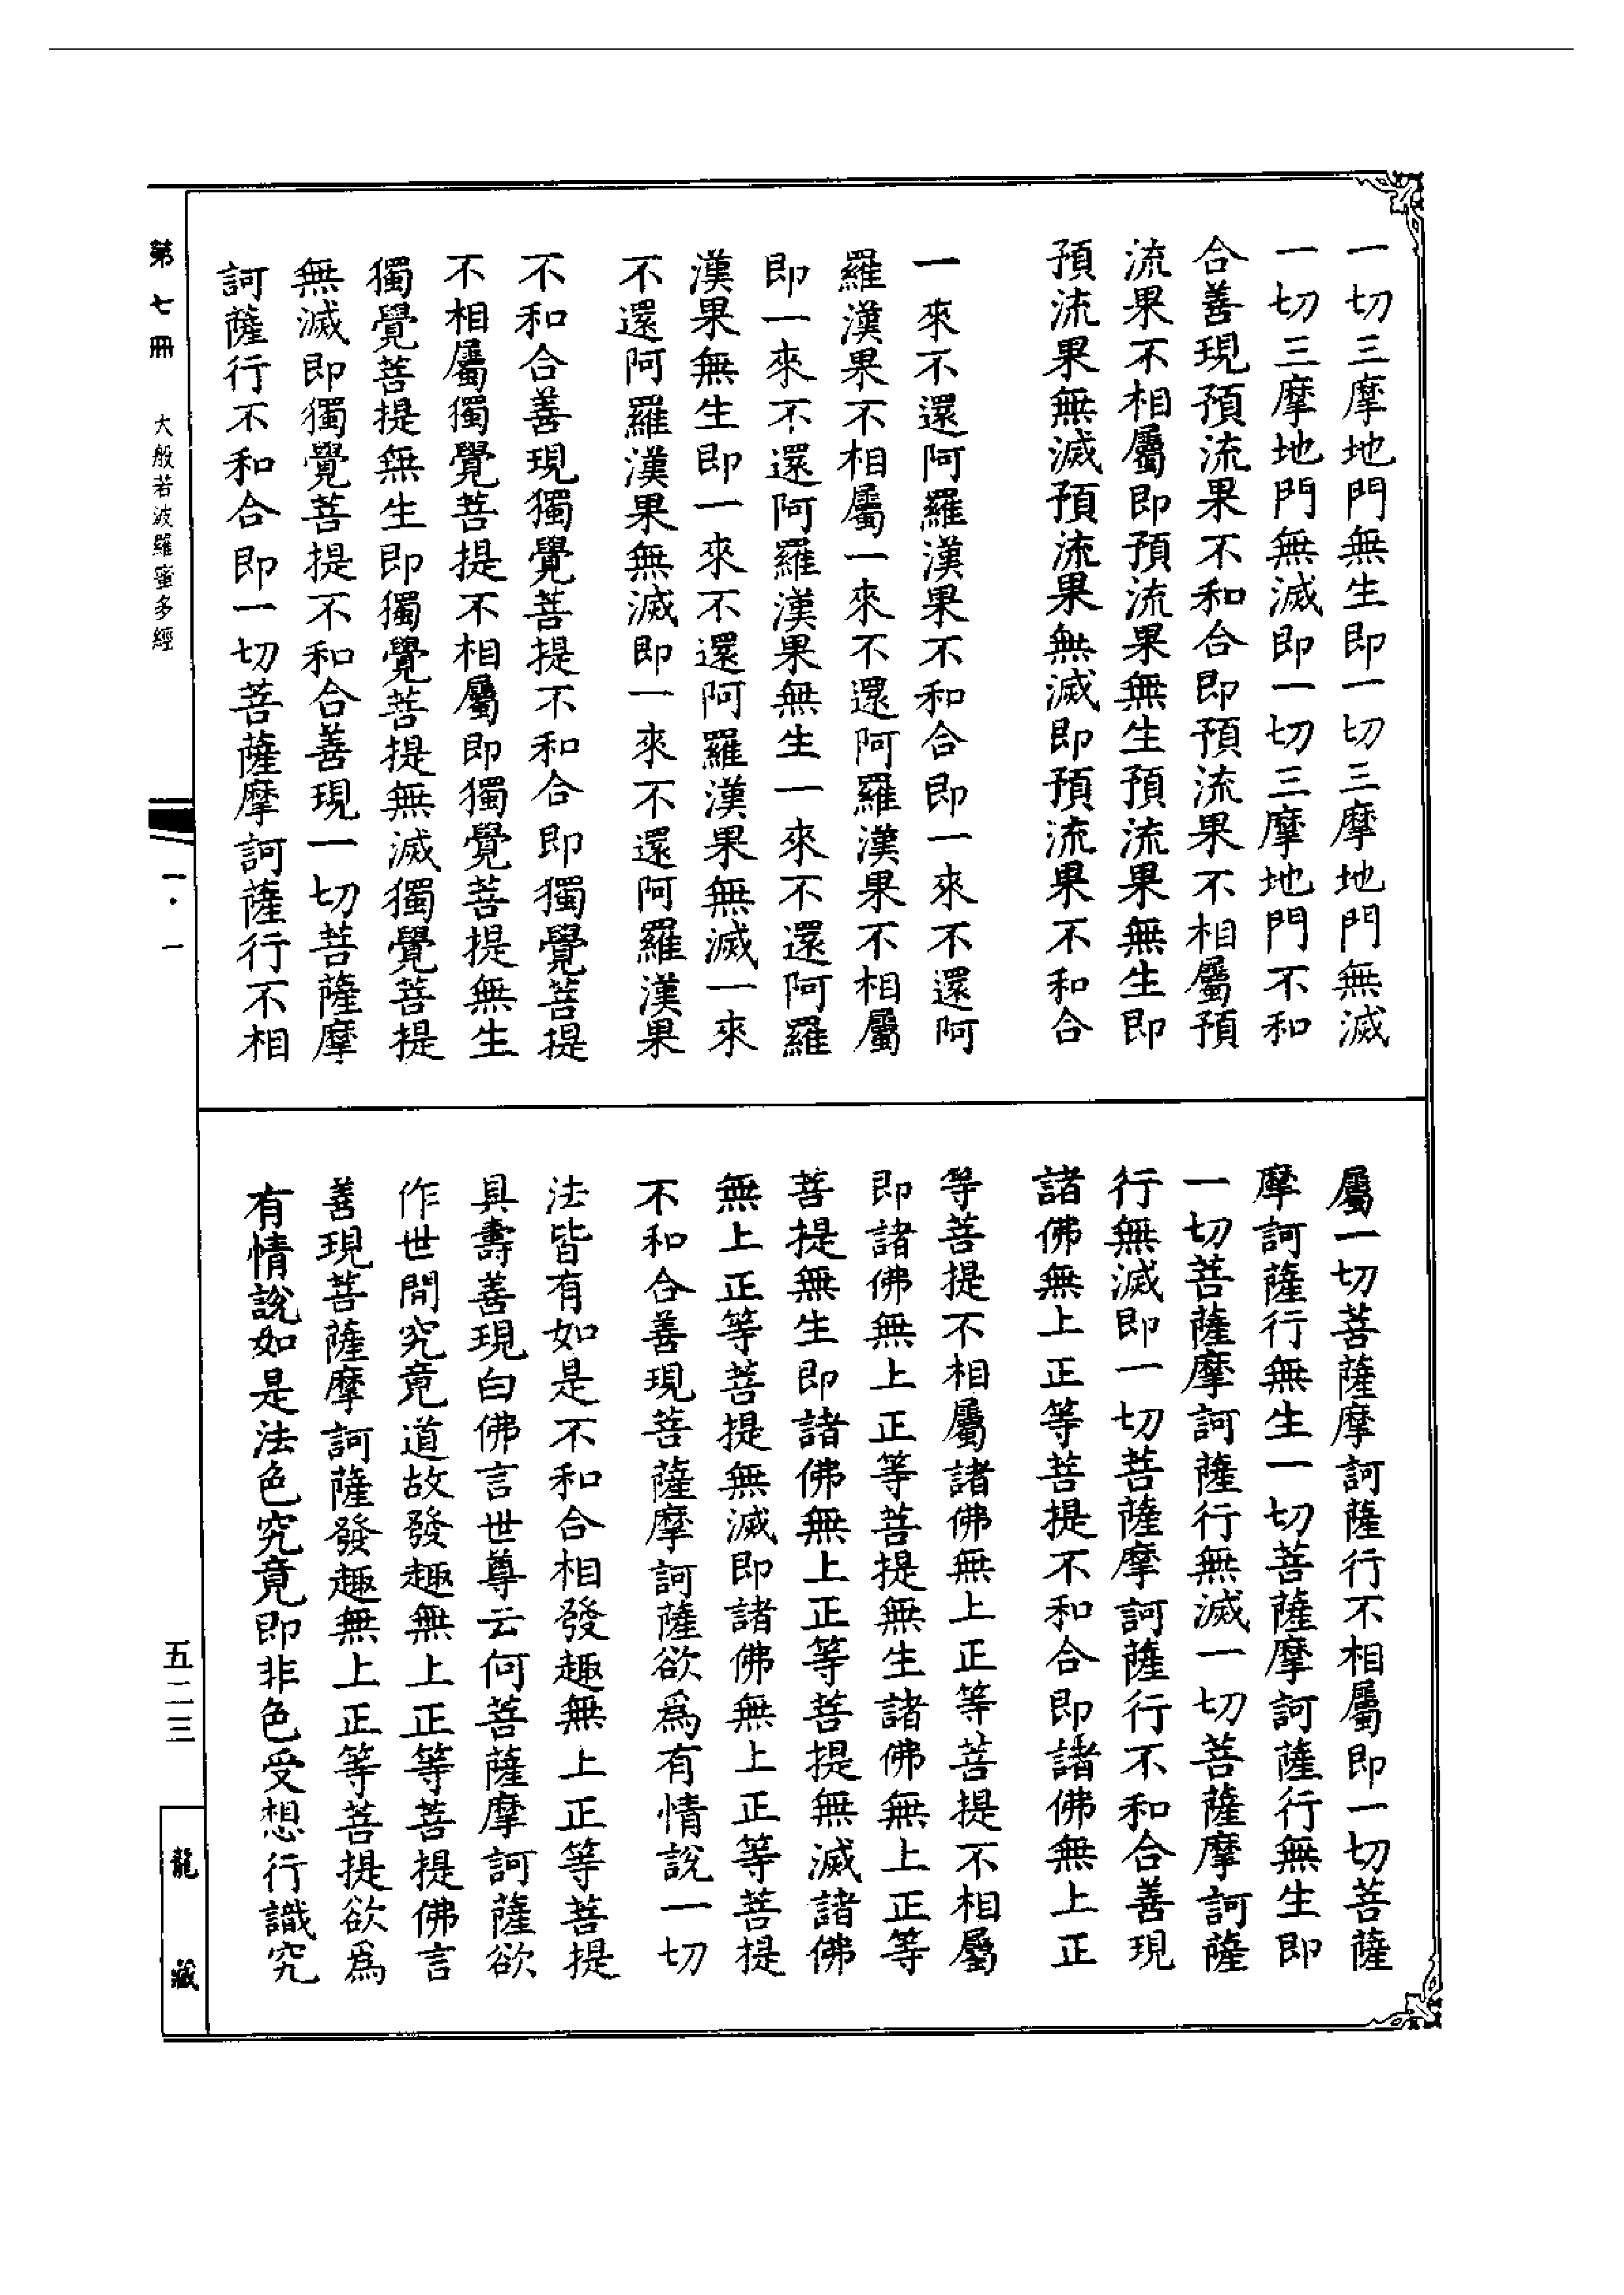 一切三摩地門無生即一切三摩地門無滅
一切三摩地門無滅即一切三摩地門不和
合善現預流果不和合即預流果不相屬預
流果不相屬即預流果無生預流果無生即
預流果無滅預流果無滅即預流果不和合
一來不還阿羅漢果不和合即一來不還阿
羅漢果不相屬一來不還阿羅漢果不相屬
即一來不還阿羅漢果無生一來不還阿羅
漢果無生即一來不還阿羅漢果無滅一來
不還阿羅漢果無滅即一來不還阿羅漢果
不和合善現獨覺菩提不和合即獨覺菩提
不相屬獨覺菩提不相屬即獨覺菩提無生
獨覺菩提無生即獨覺菩提無滅獨覺菩提
無滅即獨覺菩提不和合善現一切菩薩摩
訶薩行不和合即一切菩薩摩訶薩行不相
屬一切菩薩摩訶薩行不相屬即一切菩薩
摩訶薩行無生一切菩薩摩訶薩行無生即
一切菩薩摩訶薩行無滅一切菩薩摩訶薩
行無滅即一切菩薩摩訶薩行不和合善現
諸佛無上正等菩提不和合即諸佛無上正
等菩提不相屬諸佛無上正等菩提不相屬
即諸佛無上正等菩提無生諸佛無上正等
菩提無生即諸佛無上正等菩提無滅諸佛
無上正等菩提無滅即諸佛無上正等菩提
不和合善現菩薩摩訶薩欲爲有情說一切
法皆有如是不和合相發趣無上正等菩提
具壽善現白佛言世尊云何菩薩摩訶薩欲
作世間究竟道故發趣無上正等菩提佛言
善現菩薩摩訶薩發趣無上正等菩提欲爲
有情說如是法色究竟即非色受想行識究
第七冊 大般若波羅蜜多經 一·一 五二三 龍藏